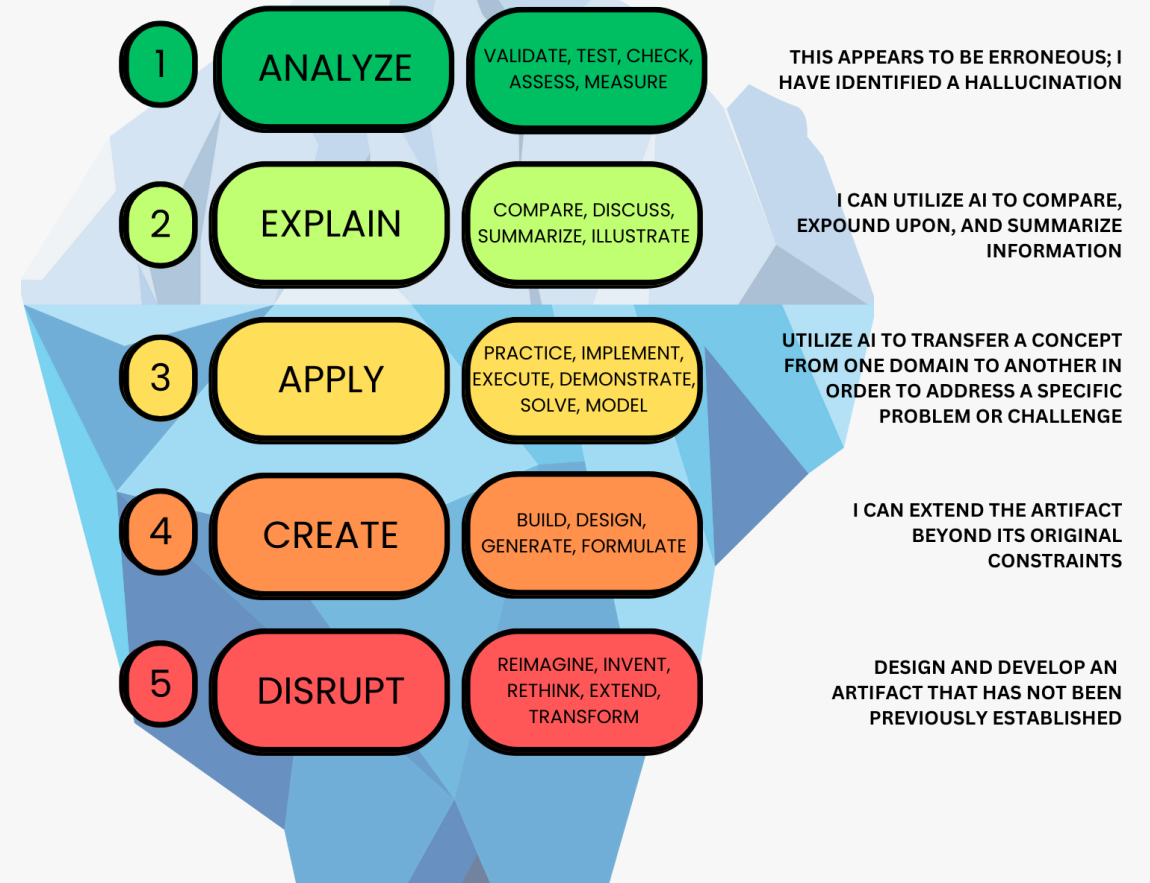 1
ANALYZE
VALIDATE, TEST, CHECK,
ASSESS, MEASURE
THIS APPEARS TO BE ERRONEOUS; I
HAVE IDENTIFIED A HALLUCINATION
2
EXPLAIN
COMPARE, DISCUSS,
SUMMARIZE, ILLUSTRATE
I CAN UTILIZE AI TO COMPARE,
EXPOUND UPON, AND SUMMARIZE
INFORMATION
3
APPLY
PRACTICE, IMPLEMENT,
EXECUTE, DEMONSTRATE,
SOLVE, MODEL
UTILIZE AI TO TRANSFER A CONCEPT
FROM ONE DOMAIN TO ANOTHER IN
ORDER TO ADDRESS A SPECIFIC
PROBLEM OR CHALLENGE
4
CREATE
BUILD, DESIGN,
GENERATE, FORMULATE
I CAN EXTEND THE ARTIFACT
BEYOND ITS ORIGINAL
CONSTRAINTS
5
DISRUPT
REIMAGINE, INVENT,
RETHINK, EXTEND,
TRANSFORM
DESIGN AND DEVELOP AN
ARTIFACT THAT HAS NOT BEEN
PREVIOUSLY ESTABLISHED